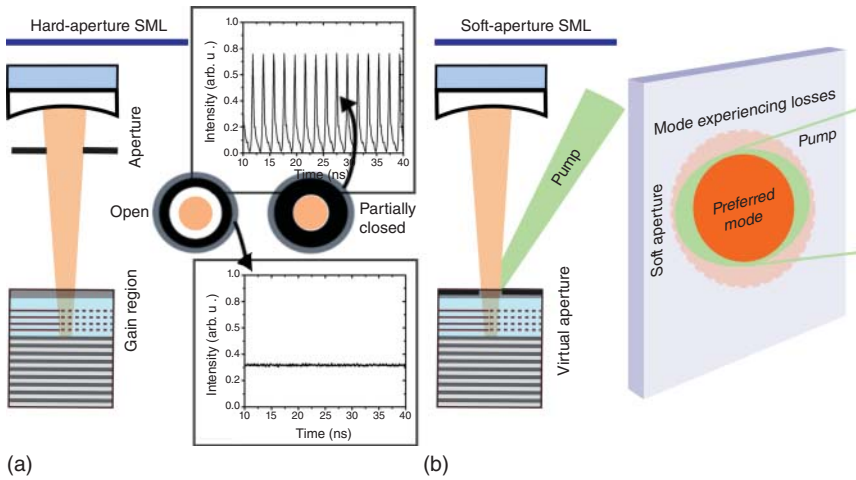 Hard-aperture SML
Aperture
Gain region
(a)
Intensity (arb. u .)
1.0
0.8
0.6
0.4
0.2
0.0
10 15 20 25 30 35 40
Time (ns)
Open
Partially
closed
Intensity (arb. u .)
1.0
0.8
0.6
0.4
0.2
0.0
10 15 20 25 30 35 40
Time (ns)
Soft-aperture SML
Pump
Virtual aperture
(b)
Mode experiencing losses
Pump
Soft aperture
Preferred
mode